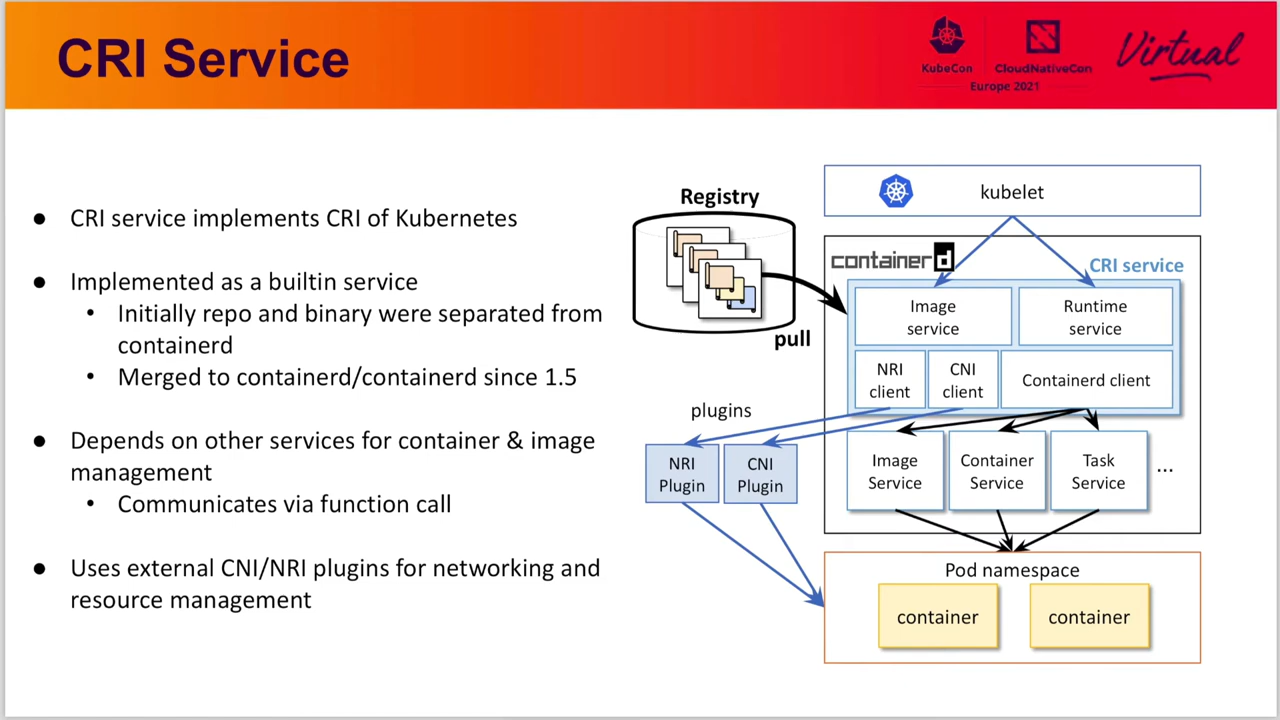 CRI Service
KubeCon
CloudNativeCon
Europe 2021
Virtual
● CRI service implements CRI of Kubernetes
● Implemented as a builtin service
• Initially repo and binary were separated from
containerd
• Merged to containerd/containerd since 1.5
● Depends on other services for container & image
management
• Communicates via function call
● Uses external CNI/NRI plugins for networking and
resource management
Registry
pull
kubelet
containerd
CRI service
Image
service
Runtime
service
NRI
client
CNI
client
Containerd client
plugins
NRI
Plugin
CNI
Plugin
Image
Service
Container
Service
Task
Service
...
Pod namespace
container
container